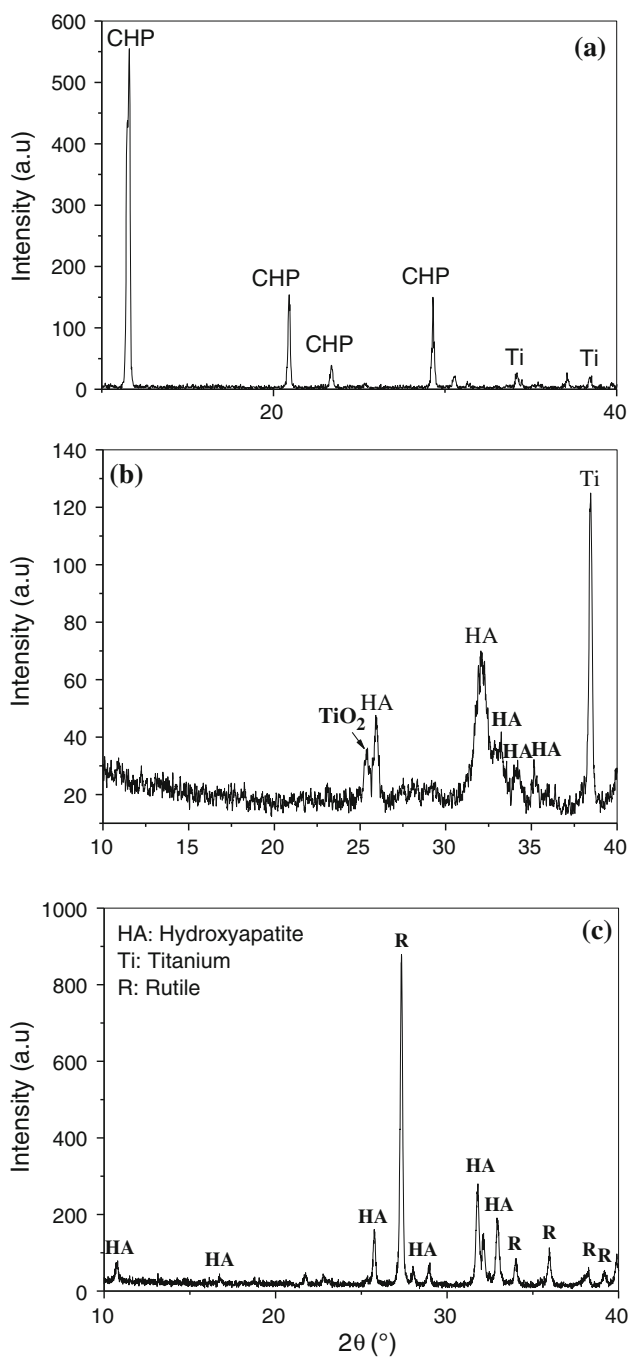 600
500
400
300
200
100
0
Intensity (a.u)
(a)
CHP
CHP
CHP
CHP
Ti
Ti
20
40
140
120
100
80
60
40
20
Intensity (a.u)
(b)
TiO2
HA
HA
HA
HA
HA
Ti
10
15
20
25
30
35
40
1000
800
600
400
200
0
Intensity (a.u)
(c)
HA: Hydroxyapatite
Ti: Titanium
R: Rutile
HA
HA
HA
R
HA
HA
HA
R
R
R
R
10
15
20
25
30
35
40
2θ (°)